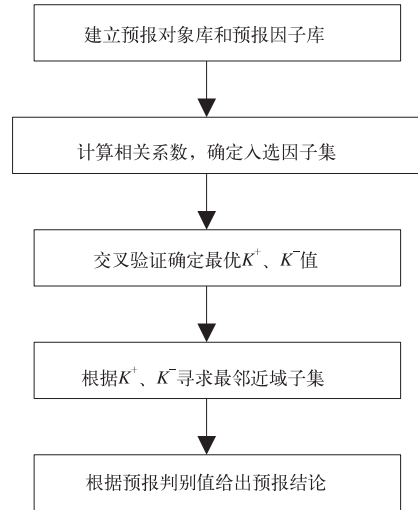 建立预报对象库和预报因子库
计算相关系数，确定入选因子集
交叉验证确定最优K⁺、K⁻值
根据K⁺、K⁻寻求最邻近域子集
根据预报判别值给出预报结论